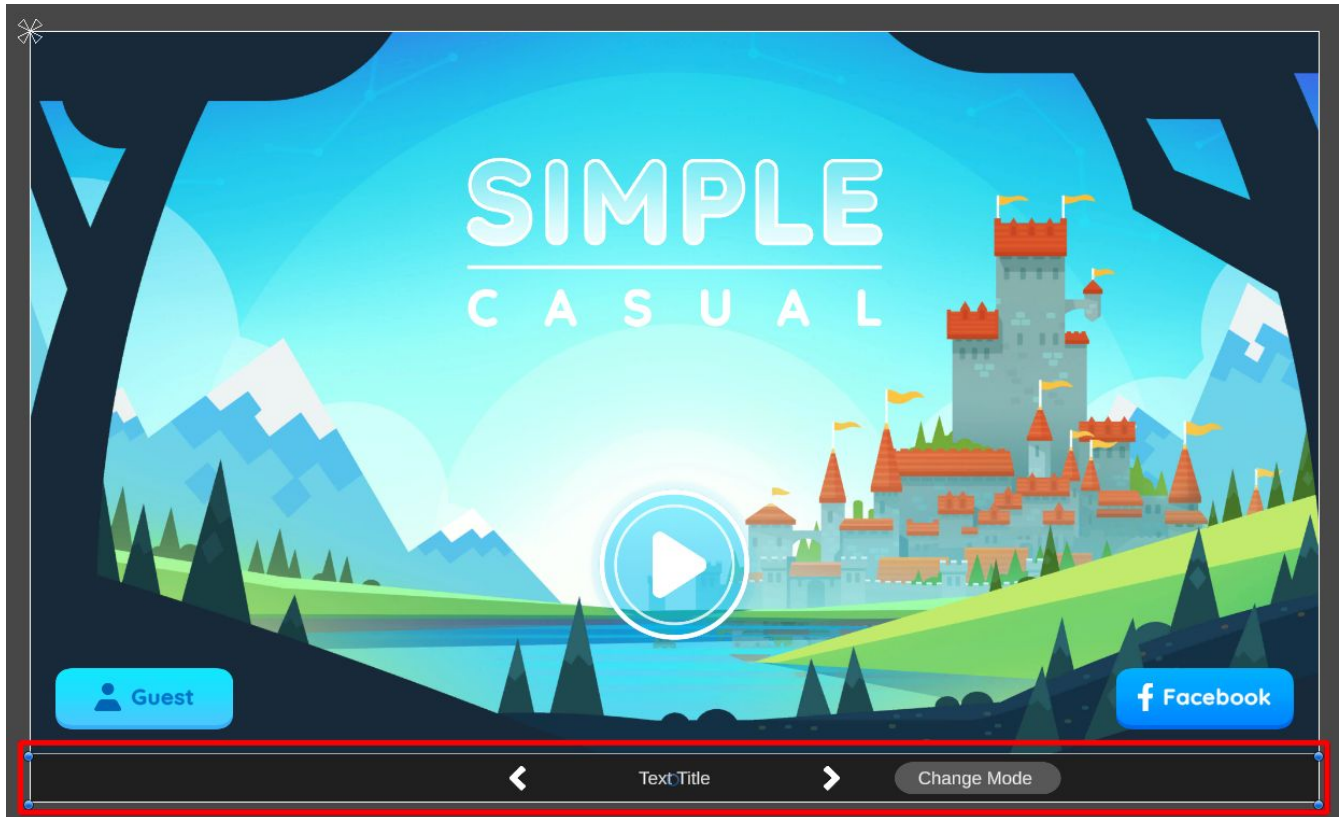 SIMPLE
CASUAL
Guest
Facebook
Text Title
Change Mode